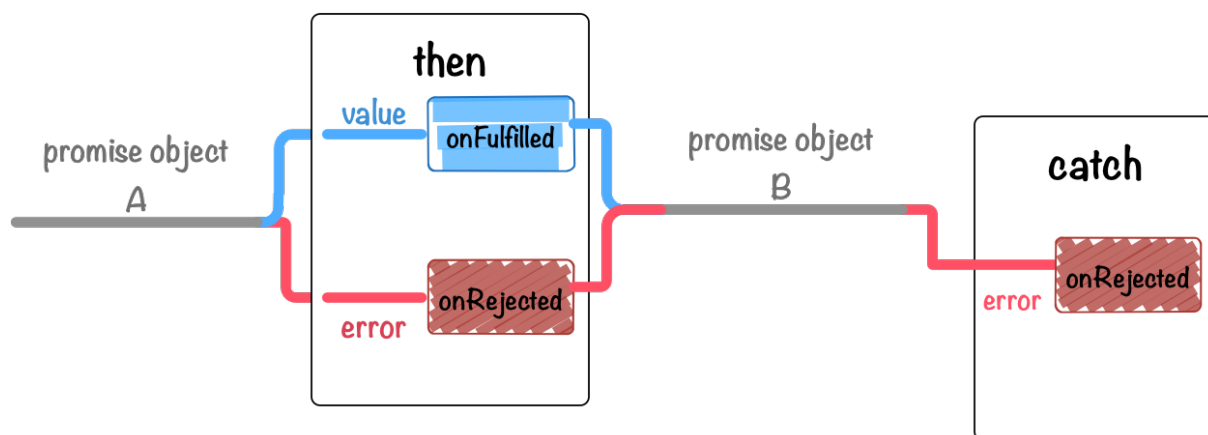 then
value
onFulfilled
promise object
A
error
onRejected
promise object
B
catch
error
onRejected